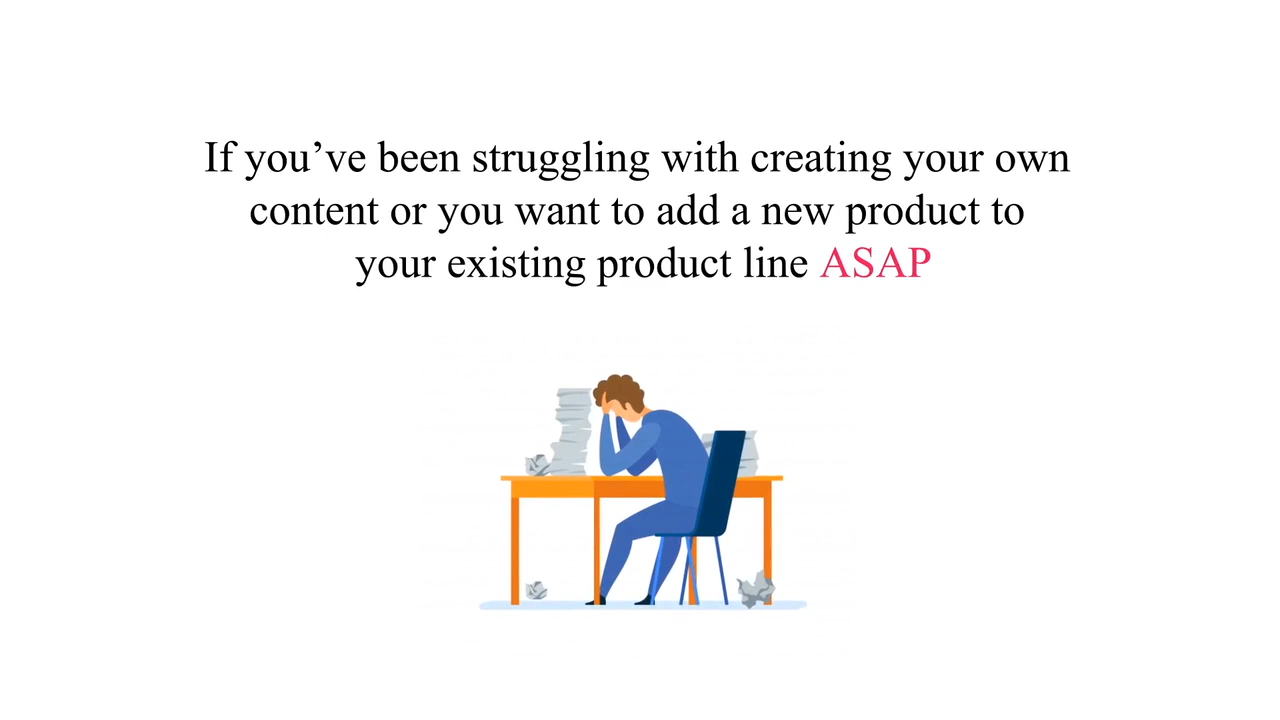 If you’ve been struggling with creating your own
content or you want to add a new product to
your existing product line ASAP